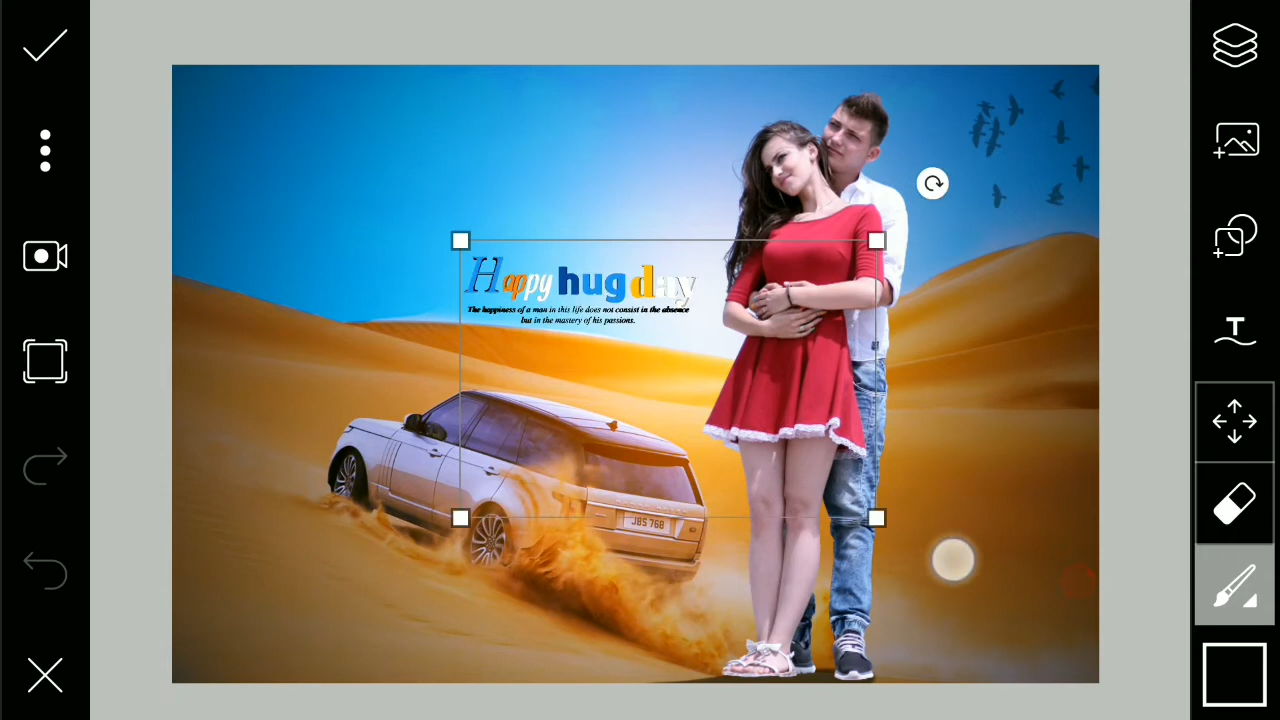 Happy hug day
The happiness of a man in this life does not consist in the absence
but in the mastery of his passions.
JBS 768
T